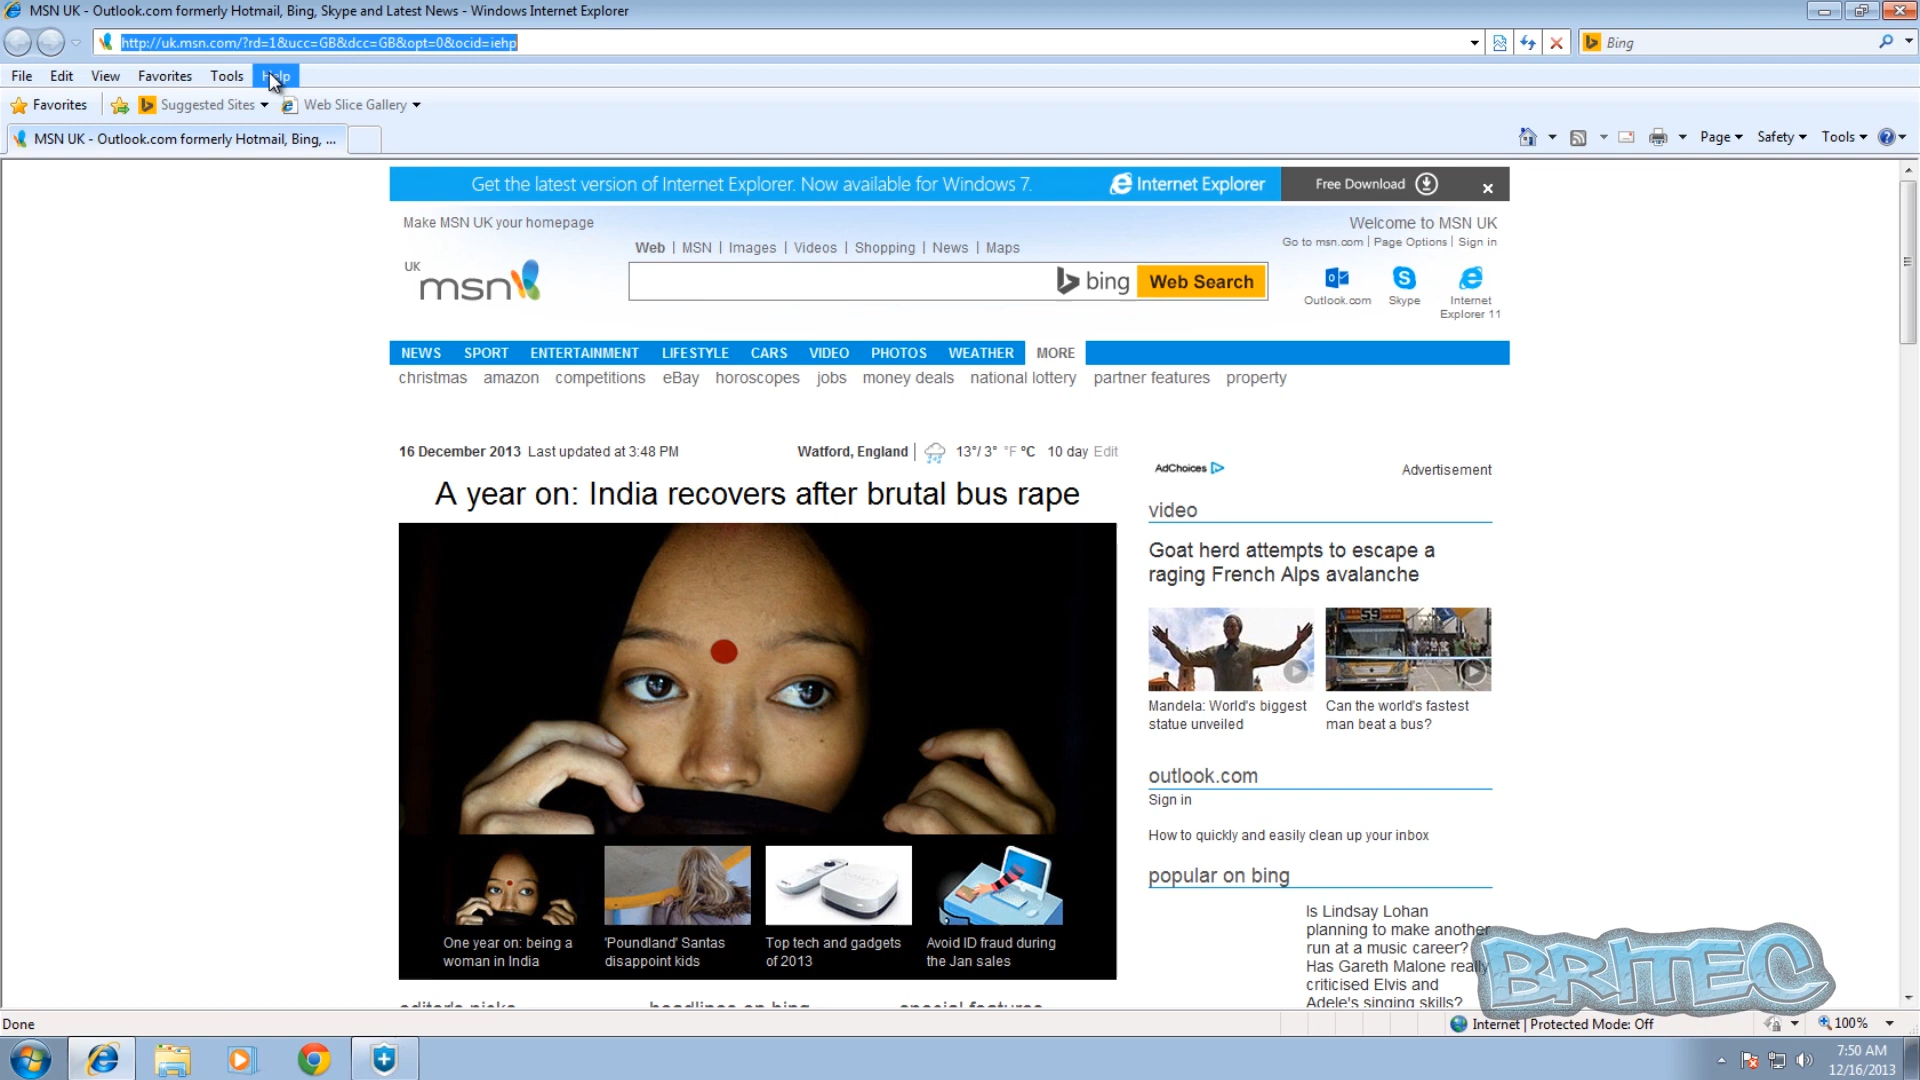 MSN UK - Outlook.com formerly Hotmail, Bing, Skype and Latest News - Windows Internet Explorer
http://uk.msn.com/?rd=1&ucc=GB&dcc=GB&opt=0&ocid=iehp
Bing
File Edit View Favorites Tools Help
Favorites Suggested Sites Web Slice Gallery
MSN UK - Outlook.com formerly Hotmail, Bing, ...
Page Safety Tools
Get the latest version of Internet Explorer. Now available for Windows 7. Internet Explorer Free Download
Make MSN UK your homepage
Welcome to MSN UK
Go to msn.com | Page Options | Sign in
Web | MSN | Images | Videos | Shopping | News | Maps
UK
msn
bing Web Search
Outlook.com Skype Internet
Explorer 11
NEWS SPORT ENTERTAINMENT LIFESTYLE CARS VIDEO PHOTOS WEATHER MORE
christmas amazon competitions eBay horoscopes jobs money deals national lottery partner features property
16 December 2013 Last updated at 3:48 PM
Watford, England 13°/ 3° °F °C 10 day Edit
AdChoices
Advertisement
A year on: India recovers after brutal bus rape
video
Goat herd attempts to escape a
raging French Alps avalanche
59
Mandela: World's biggest
statue unveiled
Can the world's fastest
man beat a bus?
outlook.com
Sign in
How to quickly and easily clean up your inbox
popular on bing
Is Lindsay Lohan
planning to make another
run at a music career?
Has Gareth Malone really
criticised Elvis and
Adele's singing skills?
One year on: being a
woman in India
'Poundland' Santas
disappoint kids
Top tech and gadgets
of 2013
Avoid ID fraud during
the Jan sales
editor's picks headlines on bing special features
BRITEC
Done
Internet | Protected Mode: Off
100%
7:50 AM
12/16/2013